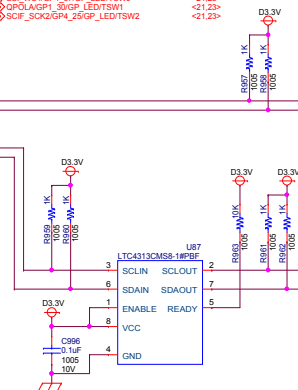 QPOLA/GP1_30/GP_LED/TSW1 <21,23>
SCIF_SCK2/GP4_25/GP_LED/TSW2 <21,23>
D3.3V
R957 1K 1005
R958 1K 1005
D3.3V
R959 1K 1005
R960 1K 1005
D3.3V
D3.3V
R963 10K 1005
R961 1K 1005
R962 1K 1005
U87
LTC4313CMS8-1#PBF
3 SCLIN SCLOUT 2
6 SDAIN SDAOUT 7
1 ENABLE READY 5
8 VCC
4 GND
D3.3V
C996
0.1uF
1005
10V